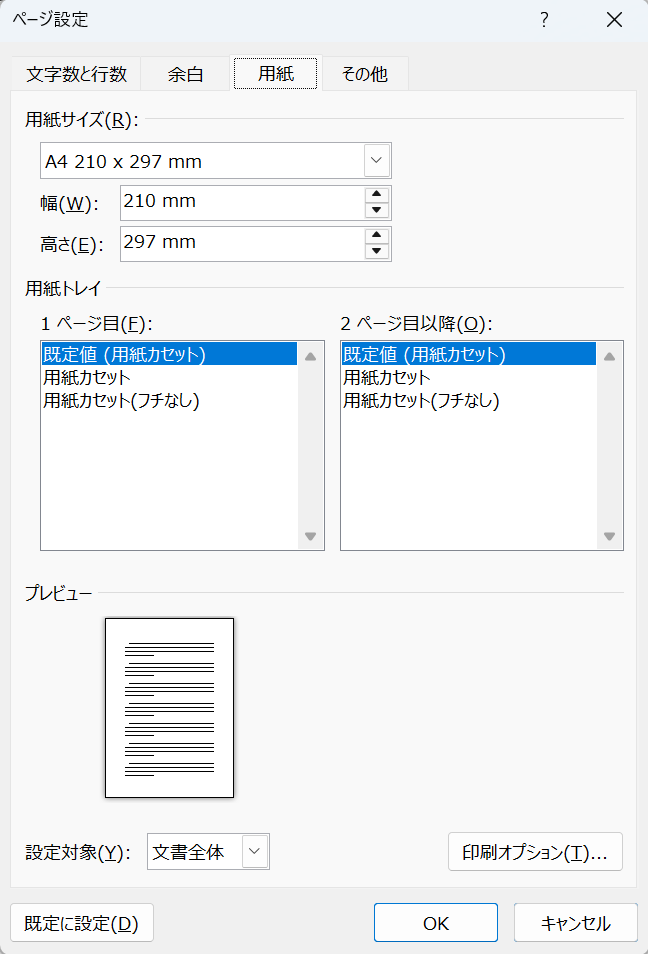 ページ設定
文字数と行数 余白 用紙 その他
用紙サイズ(R):
A4 210 x 297 mm
幅(W): 210 mm
高さ(E): 297 mm
用紙トレイ
1 ページ目(F):
既定値 (用紙カセット)
用紙カセット
用紙カセット(フチなし)
2 ページ目以降(O):
既定値 (用紙カセット)
用紙カセット
用紙カセット(フチなし)
プレビュー
設定対象(Y): 文書全体 印刷オプション(T)...
既定に設定(D) OK キャンセル